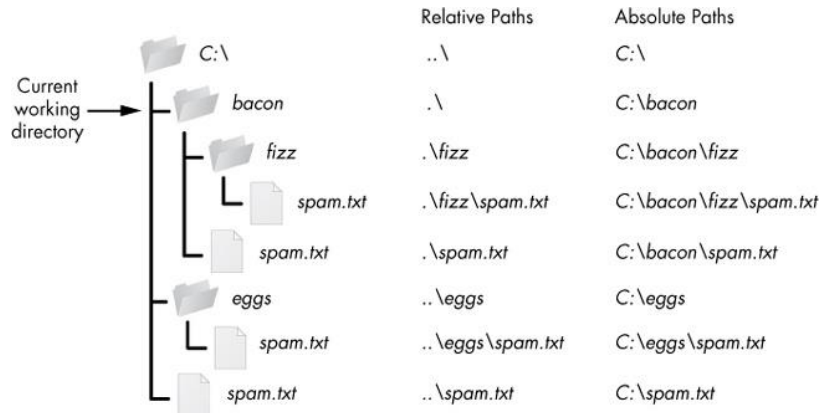 Relative Paths Absolute Paths
C:\ ..\ C:\
Current
working
directory
bacon .\ C:\bacon
fizz .\fizz C:\bacon\fizz
spam.txt .\fizz\spam.txt C:\bacon\fizz\spam.txt
spam.txt .\spam.txt C:\bacon\spam.txt
eggs ..\eggs C:\eggs
spam.txt ..\eggs\spam.txt C:\eggs\spam.txt
spam.txt ..\spam.txt C:\spam.txt